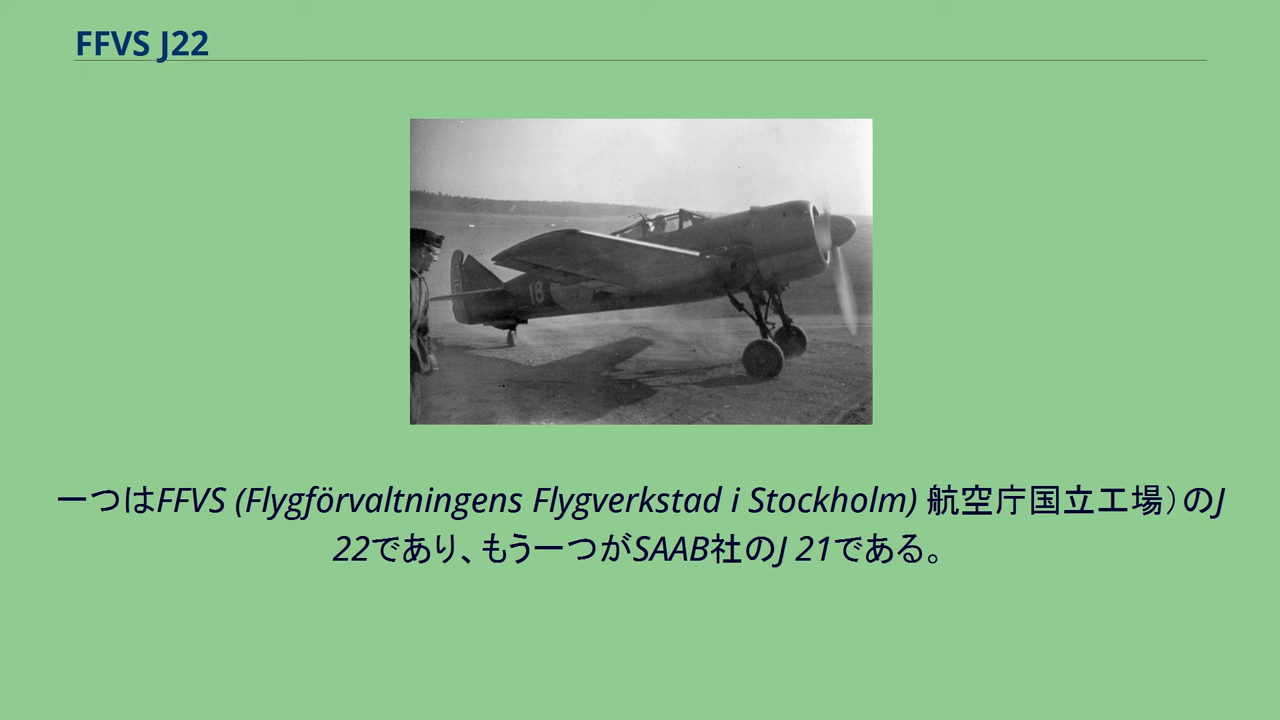 FFVS J22
18
一つはFFVS (Flygförvaltningens Flygverkstad i Stockholm) 航空庁国立工場）のJ
22であり、もう一つがSAAB社のJ 21である。